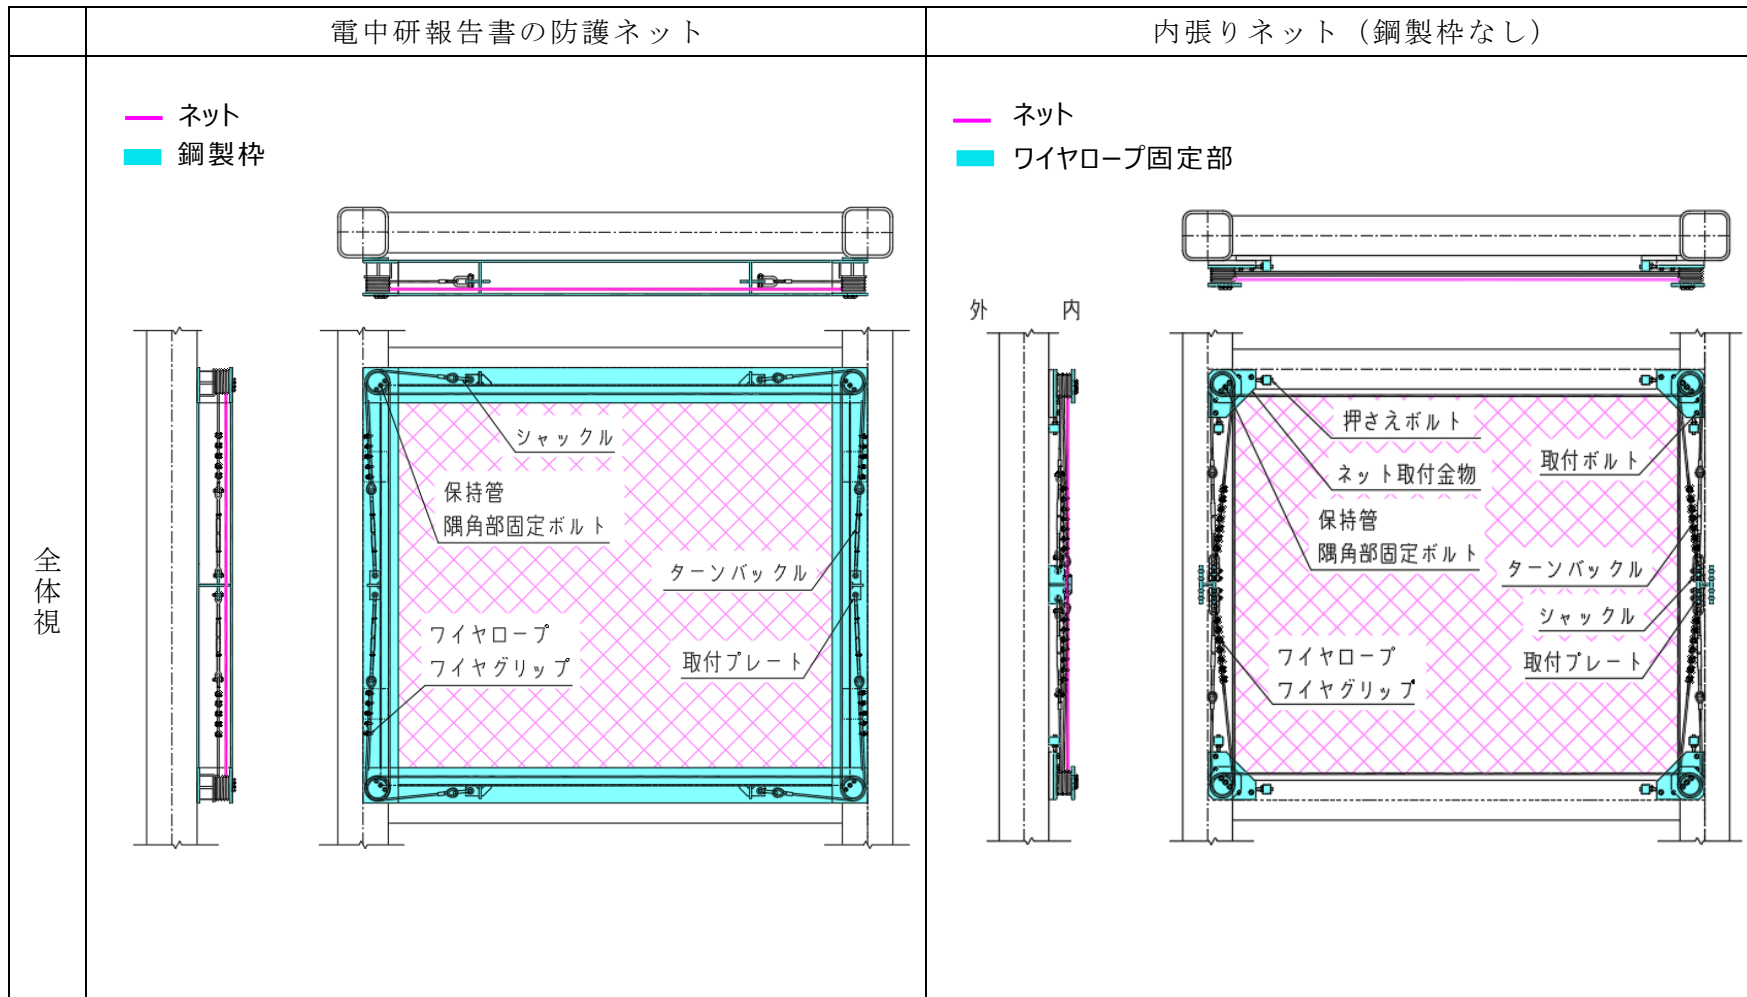 電中研報告書の防護ネット
内張りネット（鋼製枠なし）
全体視
ネット
鋼製枠
シャックル
保持管
隅角部固定ボルト
ターンバックル
ワイヤロープ
ワイヤグリップ
取付プレート
ネット
ワイヤロープ固定部
外
内
押さえボルト
取付ボルト
ネット取付金物
保持管
隅角部固定ボルト
ターンバックル
シャックル
ワイヤロープ
ワイヤグリップ
取付プレート